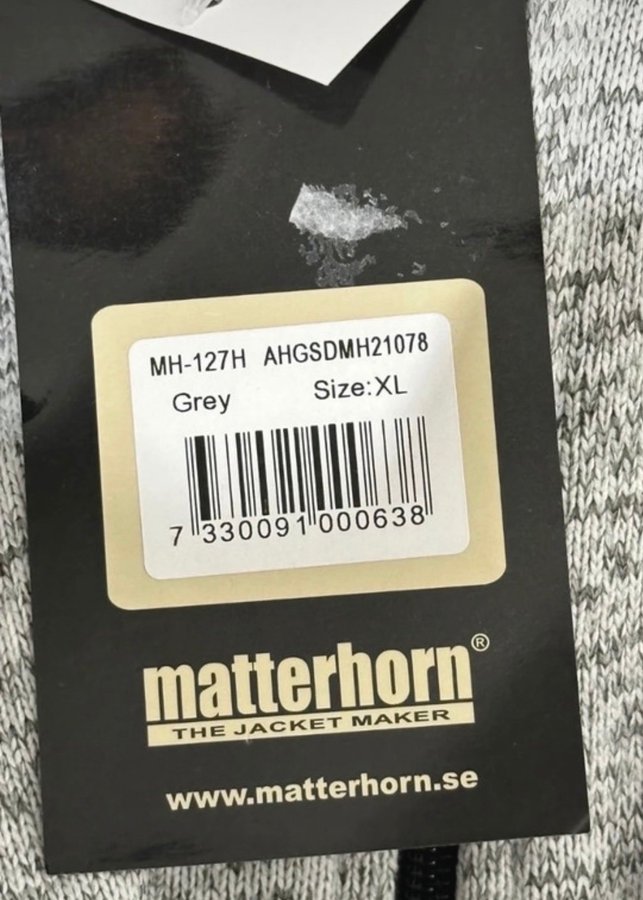 MH-127H AHGSDMH21078
Grey Size:XL
7 330091 000638
matterhorn®
THE JACKET MAKER
www.matterhorn.se